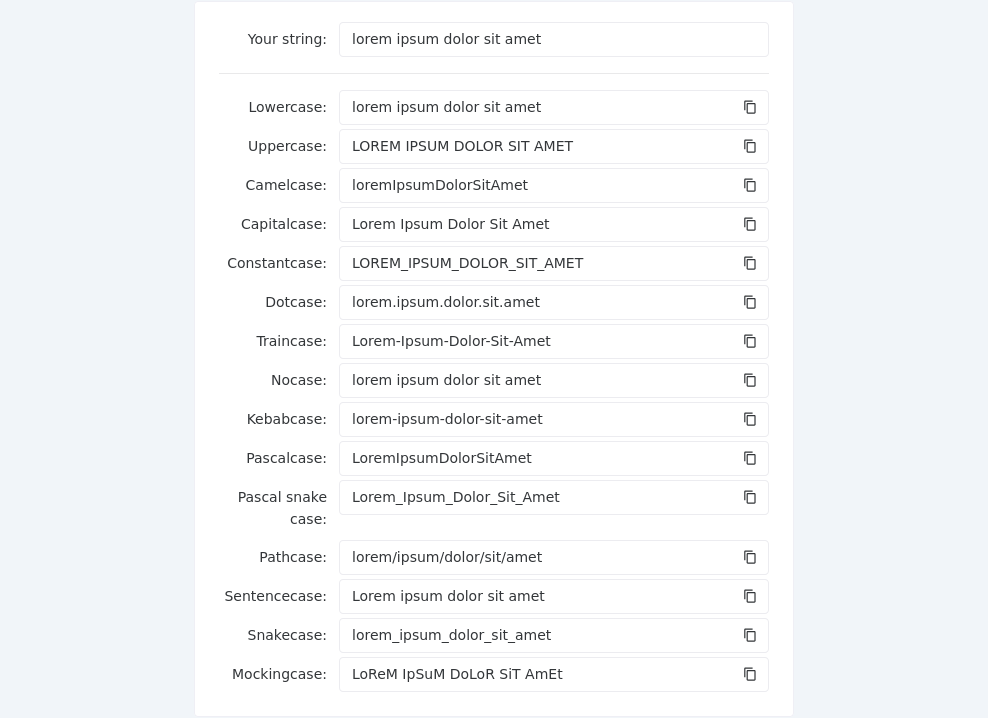 Your string: lorem ipsum dolor sit amet
Lowercase: lorem ipsum dolor sit amet
Uppercase: LOREM IPSUM DOLOR SIT AMET
Camelcase: loremIpsumDolorSitAmet
Capitalcase: Lorem Ipsum Dolor Sit Amet
Constantcase: LOREM_IPSUM_DOLOR_SIT_AMET
Dotcase: lorem.ipsum.dolor.sit.amet
Traincase: Lorem-Ipsum-Dolor-Sit-Amet
Nocase: lorem ipsum dolor sit amet
Kebabcase: lorem-ipsum-dolor-sit-amet
Pascalcase: LoremIpsumDolorSitAmet
Pascal snake Lorem_Ipsum_Dolor_Sit_Amet
case:
Pathcase: lorem/ipsum/dolor/sit/amet
Sentencecase: Lorem ipsum dolor sit amet
Snakecase: lorem_ipsum_dolor_sit_amet
Mockingcase: LoReM IpSuM DoLoR SiT AmEt